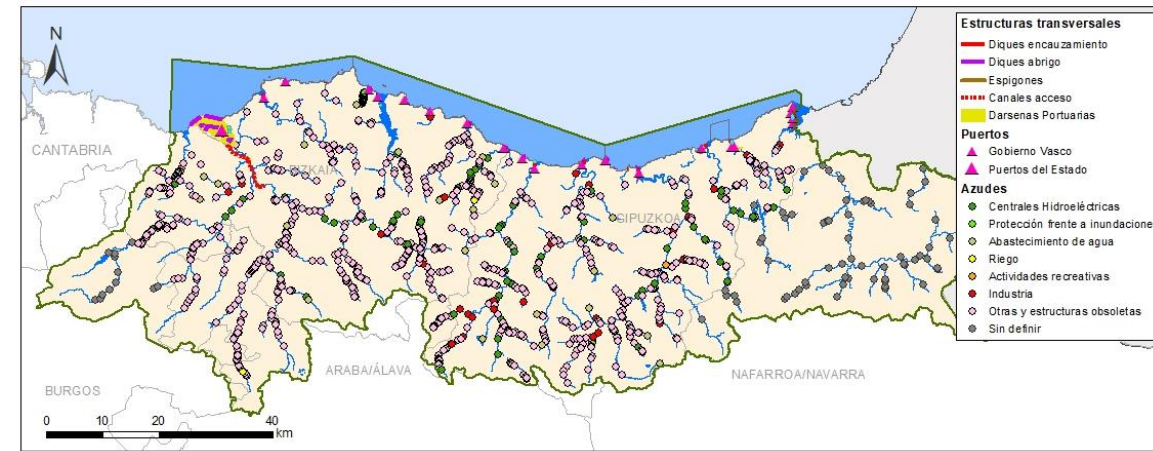 N
CANTABRIA
BIZKAIA
GIPUZKOA
ARABA/ÁLAVA
BURGOS
NAFARROA/NAVARRA
0 10 20 40
km
Estructuras transversales
Diques encauzamiento
Diques abrigo
Espigones
Canales acceso
Darsenas Portuarias
Puertos
Gobierno Vasco
Puertos del Estado
Azudes
Centrales Hidroeléctricas
Protección frente a inundacione
Abastecimiento de agua
Riego
Actividades recreativas
Industria
Otras y estructuras obsoletas
Sin definir